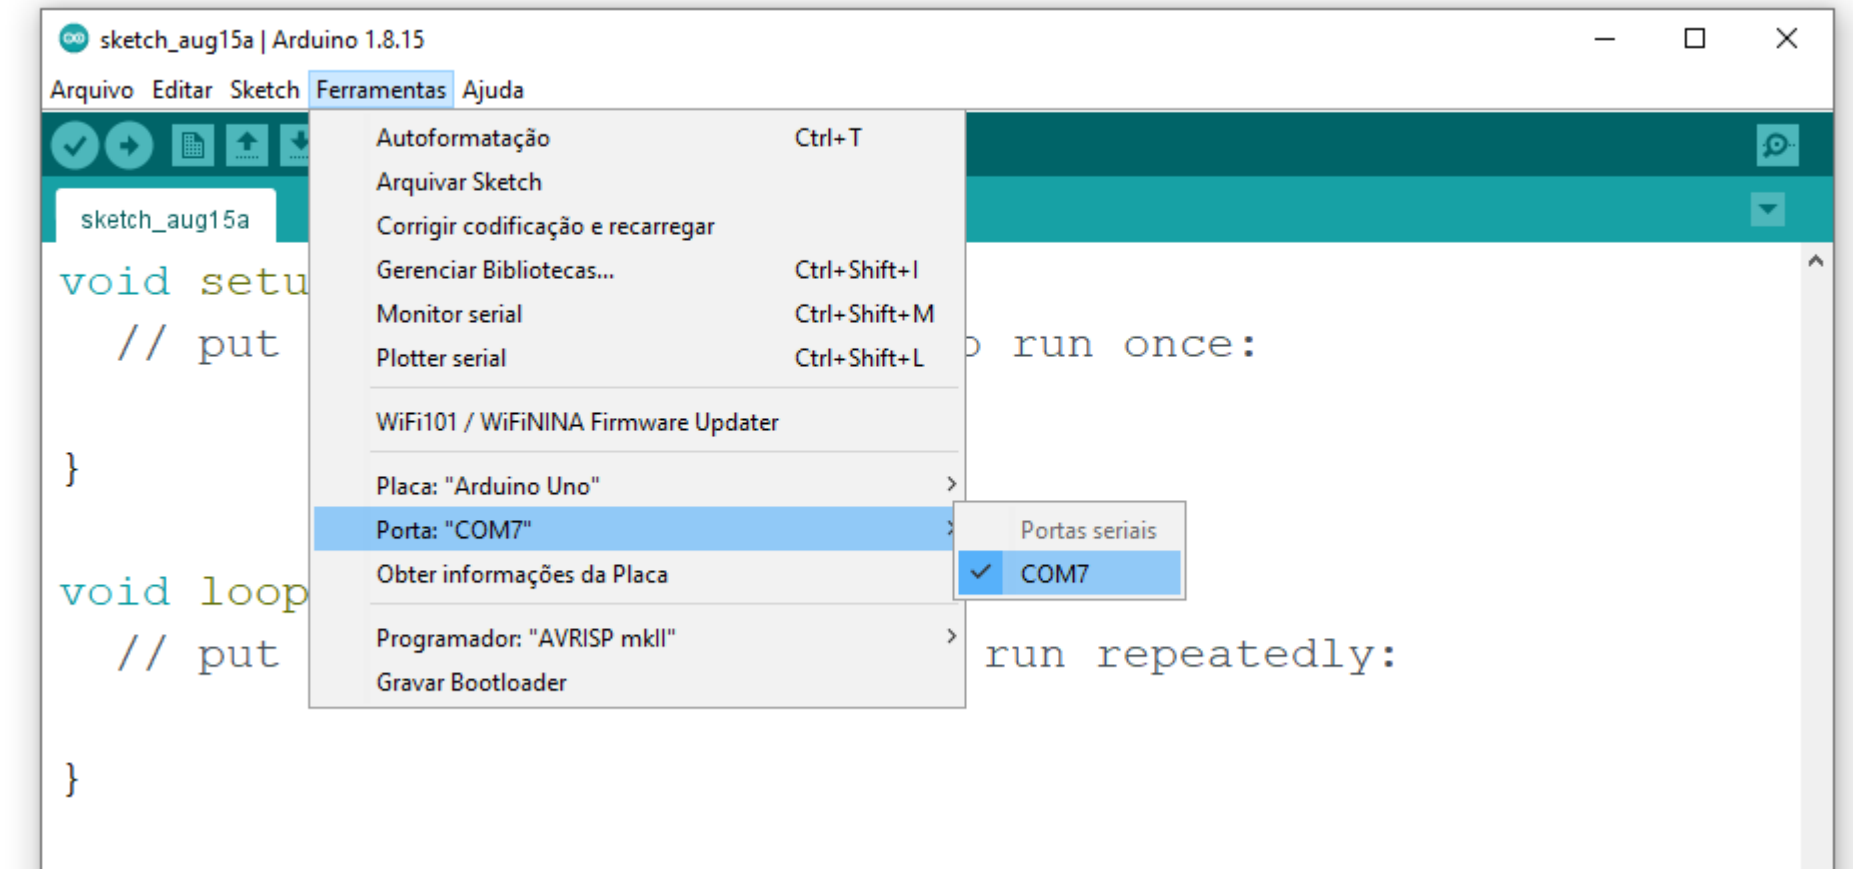 sketch_aug15a | Arduino 1.8.15
Arquivo Editar Sketch Ferramentas Ajuda
sketch_aug15a
Autoformatação Ctrl+T
Arquivar Sketch
Corrigir codificação e recarregar
Gerenciar Bibliotecas... Ctrl+Shift+I
Monitor serial Ctrl+Shift+M
Plotter serial Ctrl+Shift+L
WiFi101 / WiFiNINA Firmware Updater
Placa: "Arduino Uno"
Porta: "COM7"
Obter informações da Placa
Programador: "AVRISP mkII"
Gravar Bootloader
Portas seriais
COM7
void setu
// put run once:
}
void loop
// put run repeatedly:
}